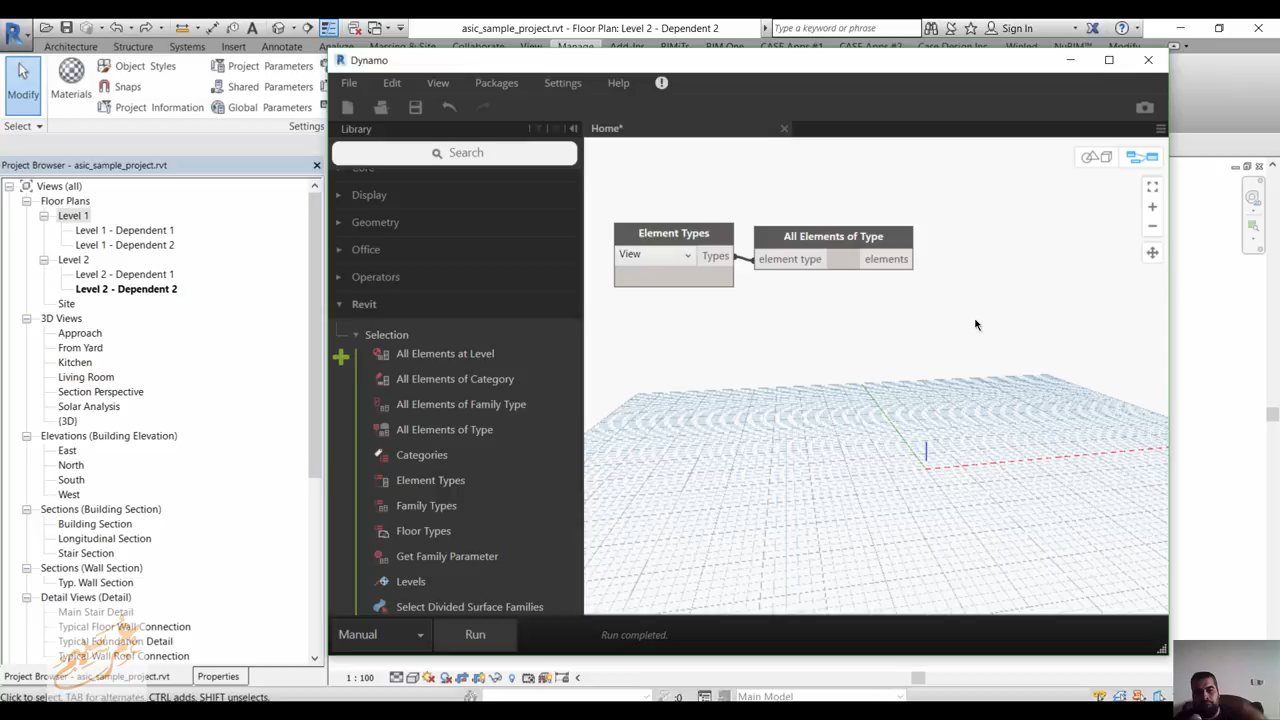 asic_sample_project.rvt - Floor Plan: Level 2 - Dependent 2
Type a keyword or phrase
Sign In
Architecture Structure Systems Insert Annotate
Modify
Materials
Object Styles
Snaps
Project Information
Project Parameters
Shared Parameters
Global Parameters
Select
Settings
Project Browser - asic_sample_project.rvt
Views (all)
Floor Plans
Level 1
Level 1 - Dependent 1
Level 1 - Dependent 2
Level 2
Level 2 - Dependent 1
Level 2 - Dependent 2
Site
3D Views
Approach
From Yard
Kitchen
Living Room
Section Perspective
Solar Analysis
{3D}
Elevations (Building Elevation)
East
North
South
West
Sections (Building Section)
Building Section
Longitudinal Section
Stair Section
Sections (Wall Section)
Typ. Wall Section
Detail Views (Detail)
Main Stair Detail
Typical Floor Wall Connection
Typical Foundation Detail
Typical Wall Roof Connection
Project Browser - asic_sample_project.rvt
Properties
Click to select, TAB for alternates, CTRL adds, SHIFT unselects.
Dynamo
File Edit View Packages Settings Help
Library
Home*
Search
Display
Geometry
Office
Operators
Revit
Selection
All Elements at Level
All Elements of Category
All Elements of Family Type
All Elements of Type
Categories
Element Types
Family Types
Floor Types
Get Family Parameter
Levels
Select Divided Surface Families
Element Types
View
Types
All Elements of Type
element type
elements
Manual
Run
Run completed.
1 : 100
:0
Main Model